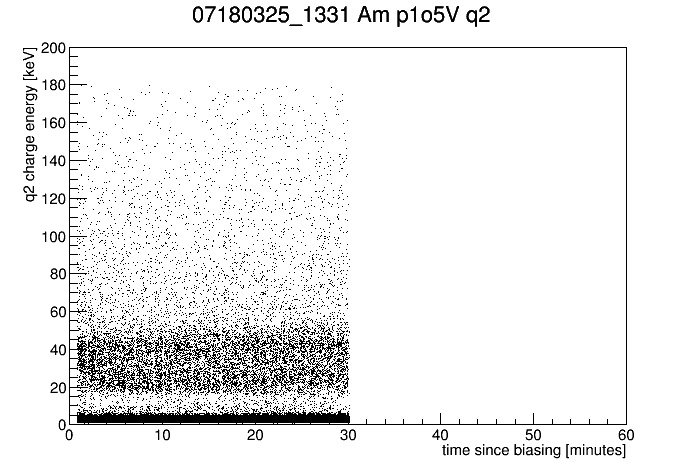 07180325_1331 Am p1o5V q2
q2 charge energy [keV]
200
180
160
140
120
100
80
60
40
20
0
0 10 20 30 40 50 60
time since biasing [minutes]